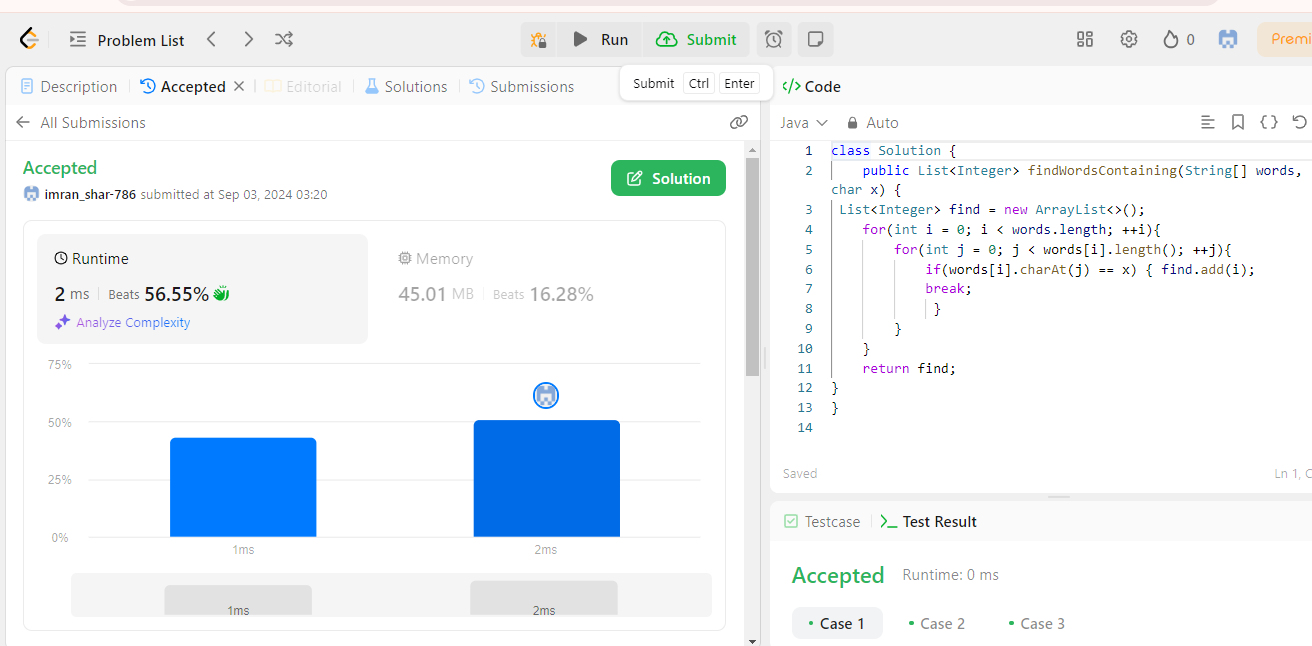 Problem List
Run
Submit
0
Premi
Submit Ctrl Enter
Description
Accepted
Editorial
Solutions
Submissions
All Submissions
Accepted
imran_shar-786 submitted at Sep 03, 2024 03:20
Solution
Runtime
2 ms Beats 56.55%
Analyze Complexity
Memory
45.01 MB Beats 16.28%
75%
50%
25%
0%
1ms
2ms
1ms
2ms
</> Code
Java
Auto
1 class Solution {
2 public List<Integer> findWordsContaining(String[] words,
char x) {
3 List<Integer> find = new ArrayList<>();
4 for(int i = 0; i < words.length; ++i){
5 for(int j = 0; j < words[i].length(); ++j){
6 if(words[i].charAt(j) == x) { find.add(i);
7 break;
8 }
9 }
10 }
11 return find;
12 }
13 }
14
Saved
Ln 1, C
Testcase
Test Result
Accepted Runtime: 0 ms
Case 1
Case 2
Case 3